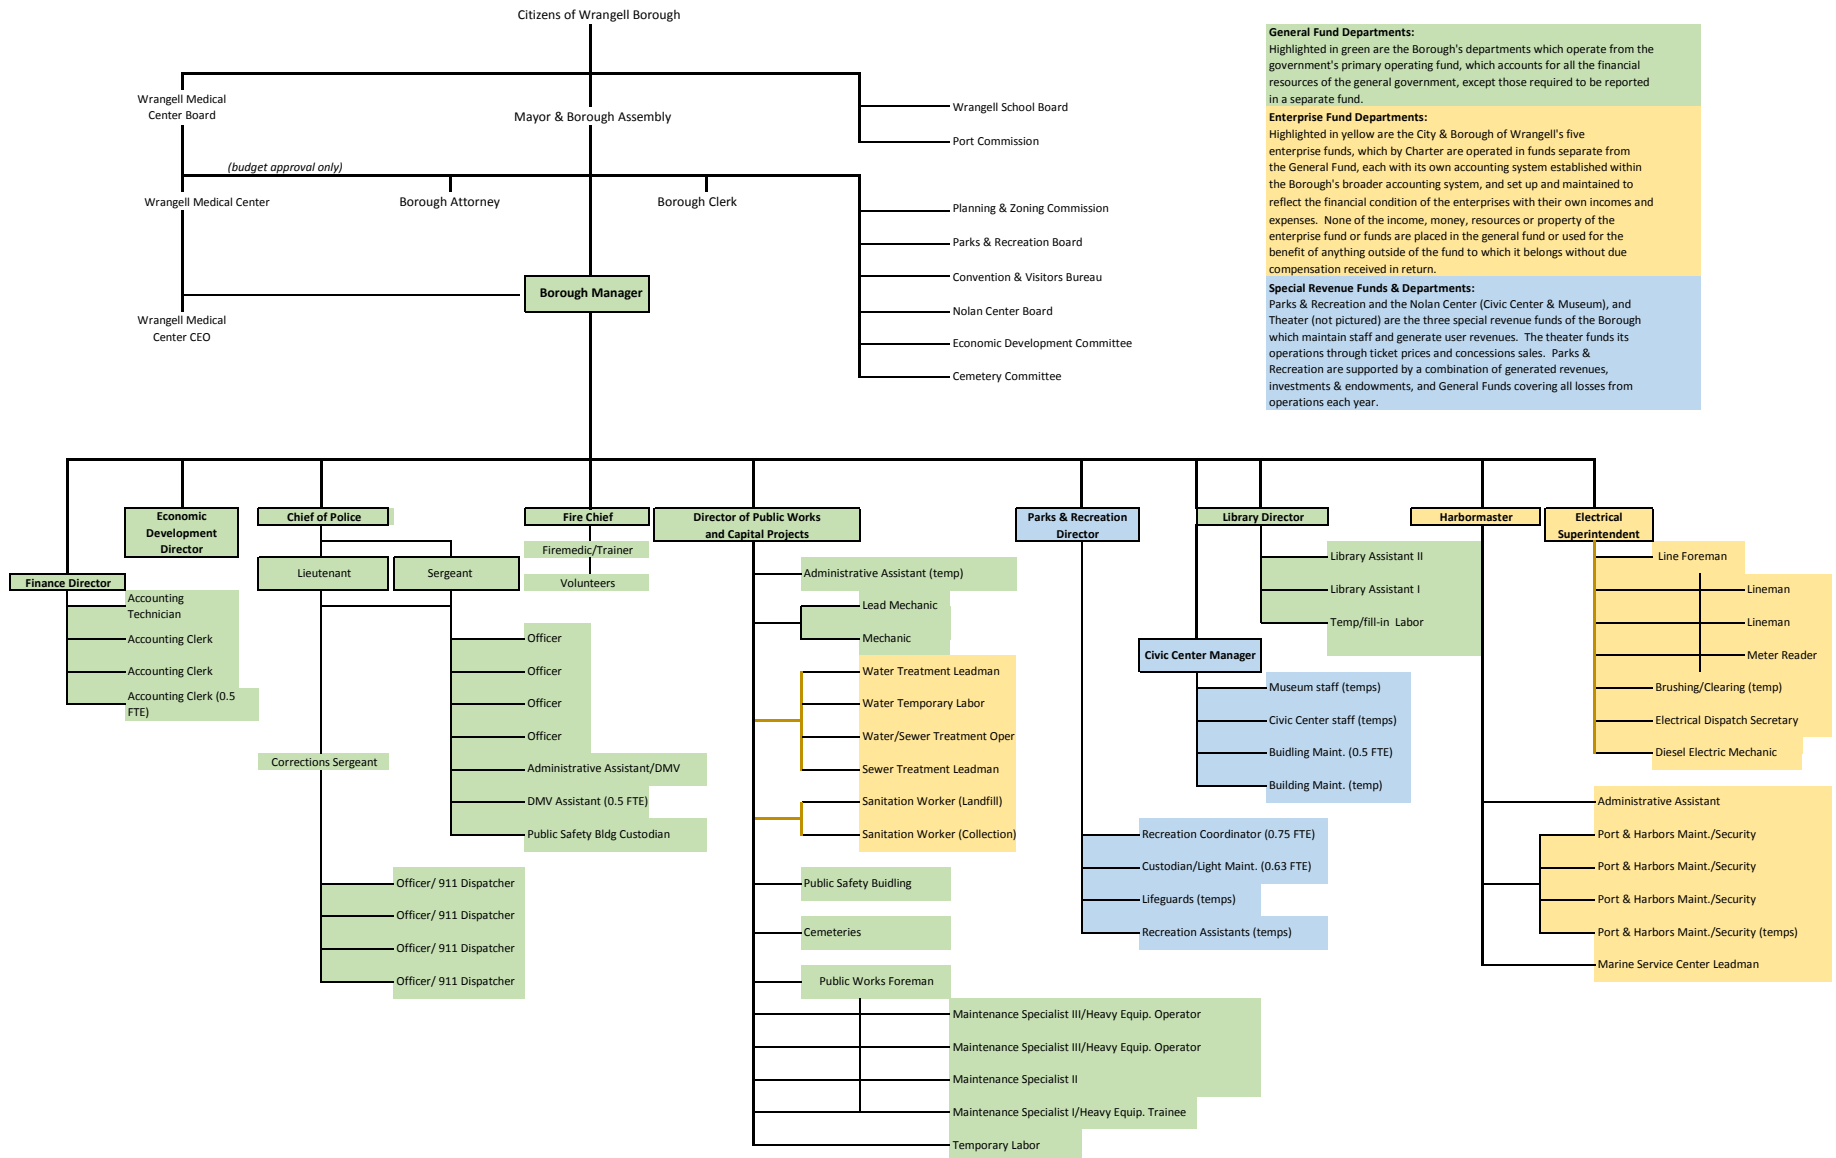 Citizens of Wrangell Borough
Wrangell Medical
Center Board
Mayor & Borough Assembly
Wrangell School Board
Port Commission
(budget approval only)
Wrangell Medical Center
Borough Attorney
Borough Clerk
Planning & Zoning Commission
Parks & Recreation Board
Convention & Visitors Bureau
Nolan Center Board
Economic Development Committee
Cemetery Committee
Borough Manager
Wrangell Medical
Center CEO
General Fund Departments:
Highlighted in green are the Borough's departments which operate from the
government's primary operating fund, which accounts for all the financial
resources of the general government, except those required to be reported
in a separate fund.
Enterprise Fund Departments:
Highlighted in yellow are the City & Borough of Wrangell's five
enterprise funds, which by Charter are operated in funds separate from
the General Fund, each with its own accounting system established within
the Borough's broader accounting system, and set up and maintained to
reflect the financial condition of the enterprises with their own incomes and
expenses. None of the income, money, resources or property of the
enterprise fund or funds are placed in the general fund or used for the
benefit of anything outside of the fund to which it belongs without due
compensation received in return.
Special Revenue Funds & Departments:
Parks & Recreation and the Nolan Center (Civic Center & Museum), and
Theater (not pictured) are the three special revenue funds of the Borough
which maintain staff and generate user revenues. The theater funds its
operations through ticket prices and concessions sales. Parks &
Recreation are supported by a combination of generated revenues,
investments & endowments, and General Funds covering all losses from
operations each year.
Finance Director
Accounting
Technician
Accounting Clerk
Accounting Clerk
Accounting Clerk (0.5
FTE)
Economic
Development
Director
Chief of Police
Lieutenant
Sergeant
Officer
Officer
Officer
Officer
Administrative Assistant/DMV
DMV Assistant (0.5 FTE)
Public Safety Bldg Custodian
Corrections Sergeant
Officer/ 911 Dispatcher
Officer/ 911 Dispatcher
Officer/ 911 Dispatcher
Officer/ 911 Dispatcher
Fire Chief
Firemedic/Trainer
Volunteers
Director of Public Works
and Capital Projects
Administrative Assistant (temp)
Lead Mechanic
Mechanic
Water Treatment Leadman
Water Temporary Labor
Water/Sewer Treatment Oper
Sewer Treatment Leadman
Sanitation Worker (Landfill)
Sanitation Worker (Collection)
Public Safety Buidling
Cemeteries
Public Works Foreman
Maintenance Specialist III/Heavy Equip. Operator
Maintenance Specialist III/Heavy Equip. Operator
Maintenance Specialist II
Maintenance Specialist I/Heavy Equip. Trainee
Temporary Labor
Parks & Recreation
Director
Recreation Coordinator (0.75 FTE)
Custodian/Light Maint. (0.63 FTE)
Lifeguards (temps)
Recreation Assistants (temps)
Civic Center Manager
Museum staff (temps)
Civic Center staff (temps)
Buidling Maint. (0.5 FTE)
Building Maint. (temp)
Library Director
Library Assistant II
Library Assistant I
Temp/fill-in Labor
Harbormaster
Administrative Assistant
Port & Harbors Maint./Security
Port & Harbors Maint./Security
Port & Harbors Maint./Security
Port & Harbors Maint./Security (temps)
Marine Service Center Leadman
Electrical
Superintendent
Line Foreman
Lineman
Lineman
Meter Reader
Brushing/Clearing (temp)
Electrical Dispatch Secretary
Diesel Electric Mechanic